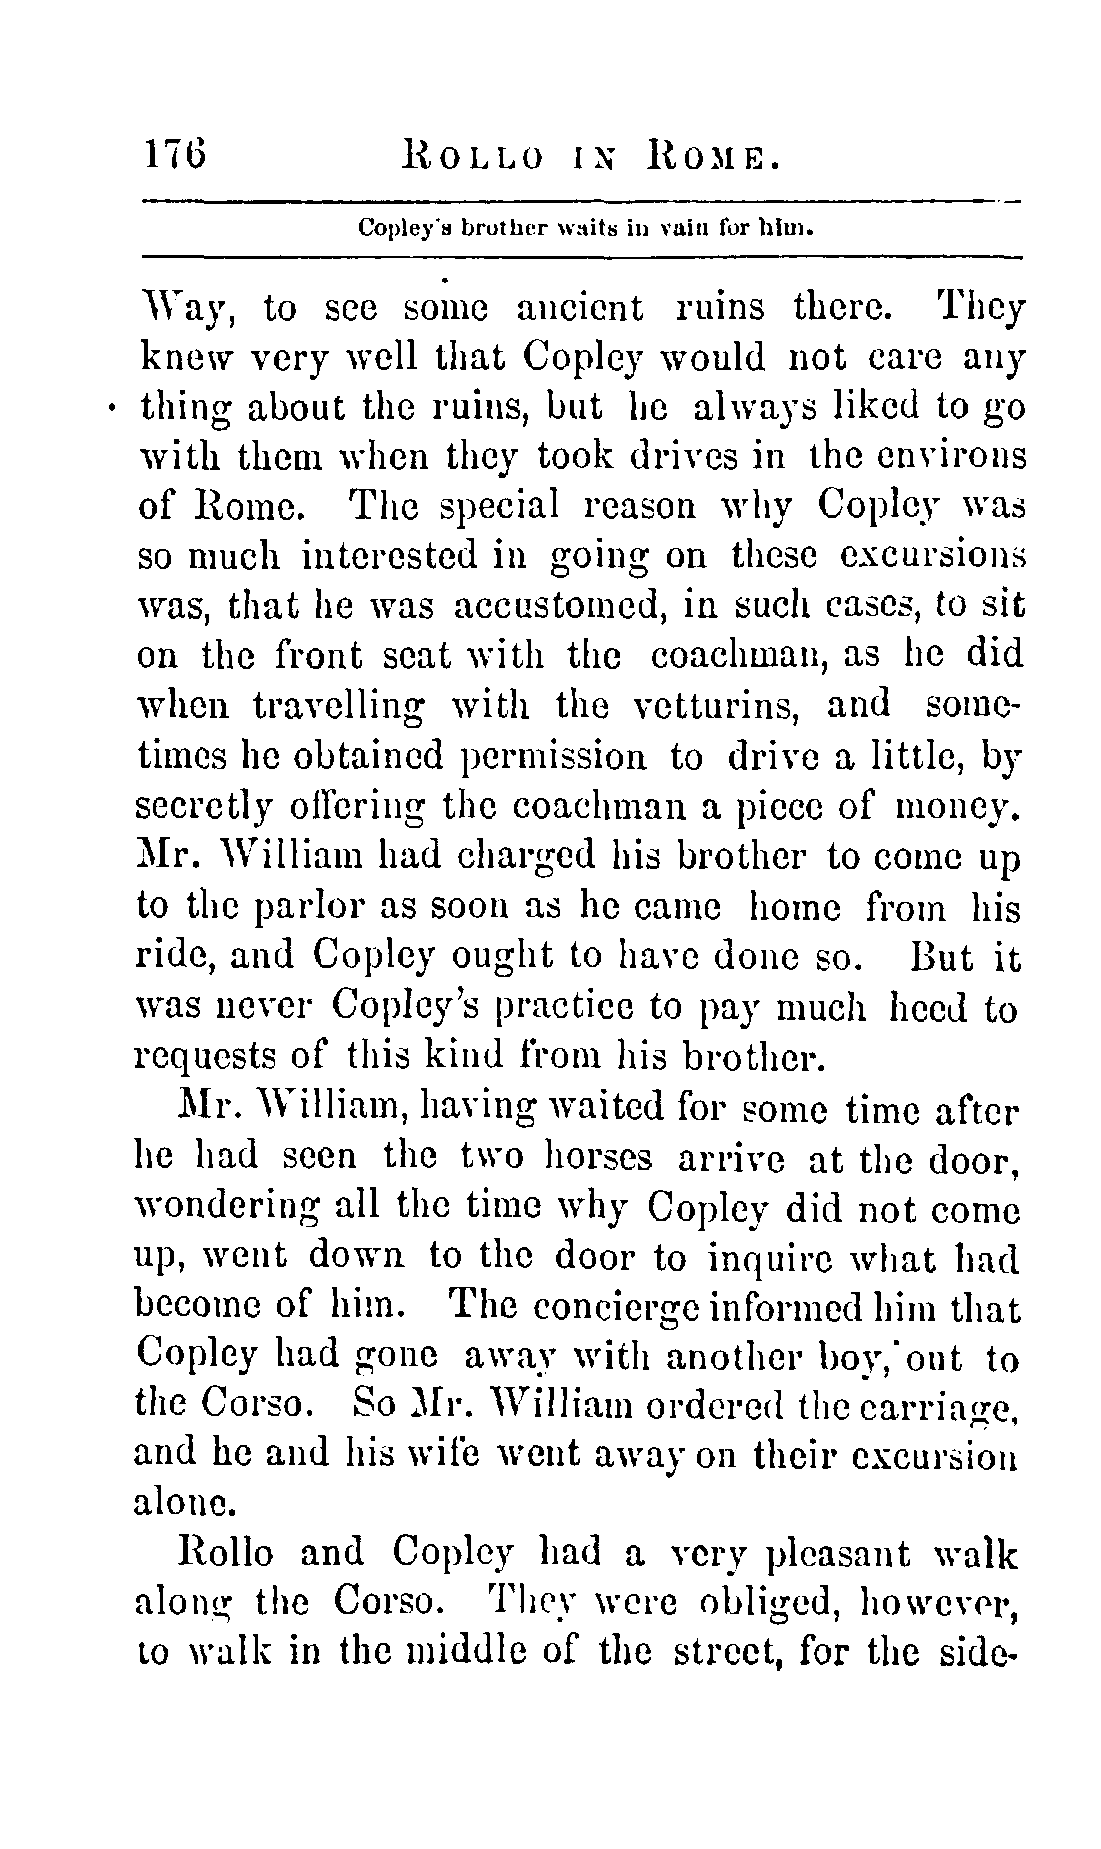 176 ROLLO IN ROME.
Copley's brother waits in vain for him.
Way, to see some ancient ruins there. They
knew very well that Copley would not care any
thing about the ruins, but he always liked to go
with them when they took drives in the environs
of Rome. The special reason why Copley was
so much interested in going on these excursions
was, that he was accustomed, in such cases, to sit
on the front seat with the coachman, as he did
when travelling with the vetturins, and some-
times he obtained permission to drive a little, by
secretly offering the coachman a piece of money.
Mr. William had charged his brother to come up
to the parlor as soon as he came home from his
ride, and Copley ought to have done so. But it
was never Copley's practice to pay much heed to
requests of this kind from his brother.
Mr. William, having waited for some time after
he had seen the two horses arrive at the door,
wondering all the time why Copley did not come
up, went down to the door to inquire what had
become of him. The concierge informed him that
Copley had gone away with another boy, out to
the Corso. So Mr. William ordered the carriage,
and he and his wife went away on their excursion
alone.
Rollo and Copley had a very pleasant walk
along the Corso. They were obliged, however,
to walk in the middle of the street, for the side-